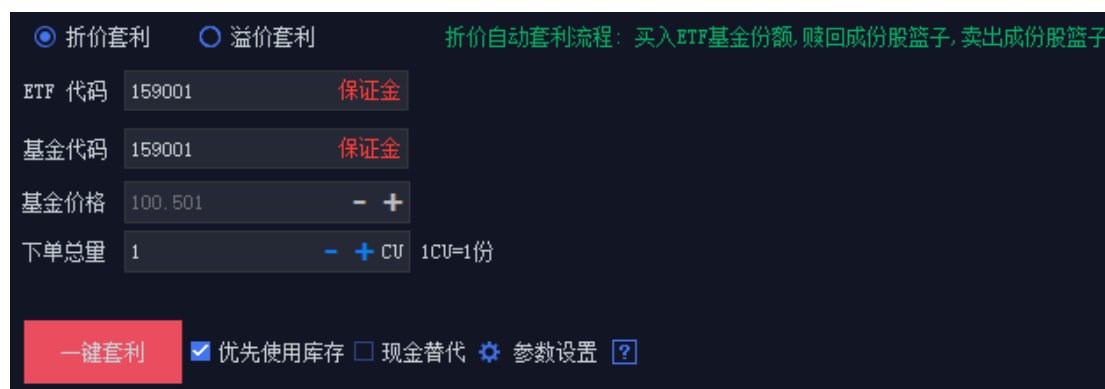 折价套利 溢价套利 折价自动套利流程: 买入ETF基金份额,赎回成份股篮子,卖出成份股篮子
ETF 代码 159001 保证金
基金代码 159001 保证金
基金价格 100.501 - +
下单总量 1 - + CU 1CU=1份
一键套利 优先使用库存 现金替代 参数设置 ?